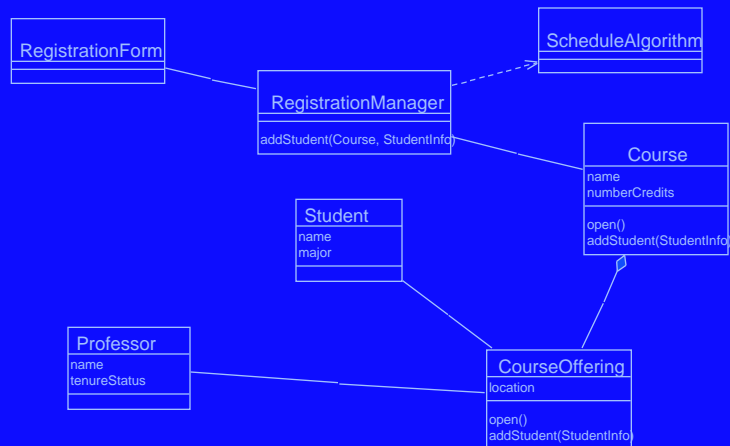 RegistrationForm
ScheduleAlgorithm
RegistrationManager
addStudent(Course, StudentInfo)
Course
name
numberCredits
open()
addStudent(StudentInfo)
Student
name
major
Professor
name
tenureStatus
CourseOffering
location
open()
addStudent(StudentInfo)